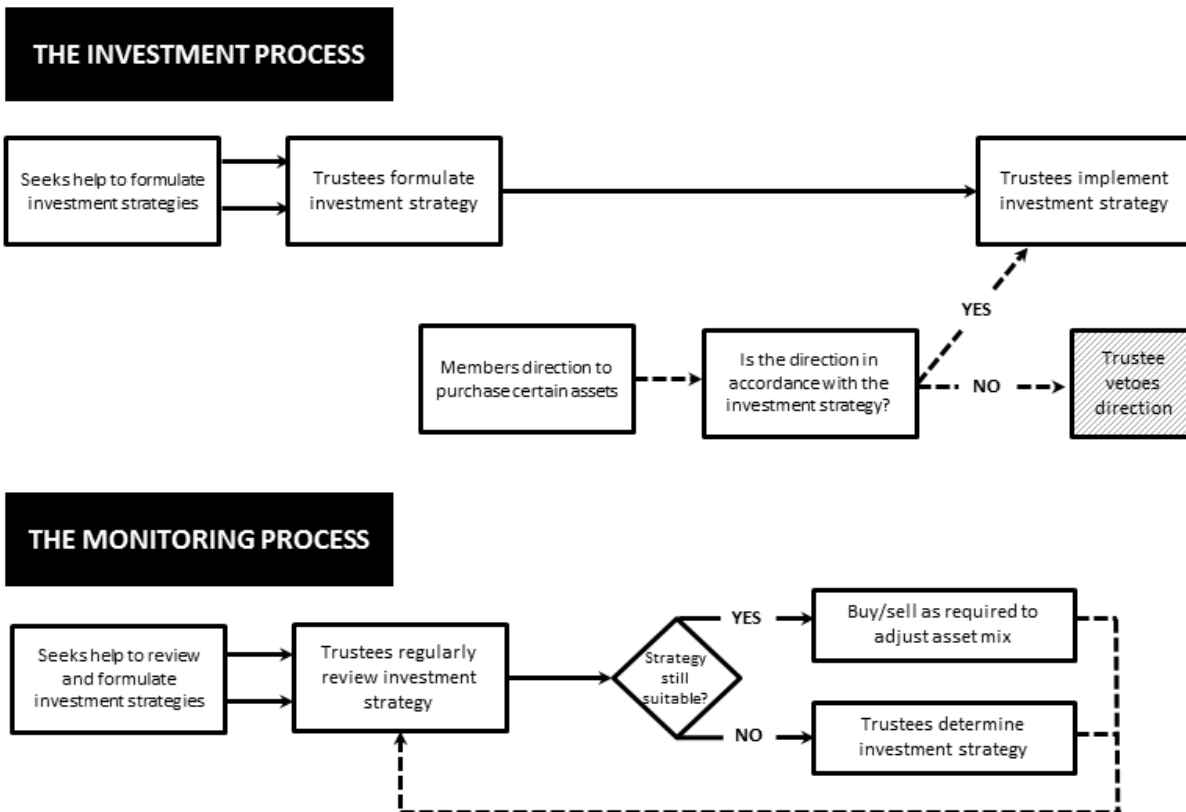 THE INVESTMENT PROCESS
Seeks help to formulate
investment strategies
Trustees formulate
investment strategy
Trustees implement
investment strategy
YES
Members direction to
purchase certain assets
Is the direction in
accordance with the
investment strategy?
NO
Trustee
vetoes
direction
THE MONITORING PROCESS
Seeks help to review
and formulate
investment strategies
Trustees regularly
review investment
strategy
Strategy
still
suitable?
YES
Buy/sell as required to
adjust asset mix
NO
Trustees determine
investment strategy